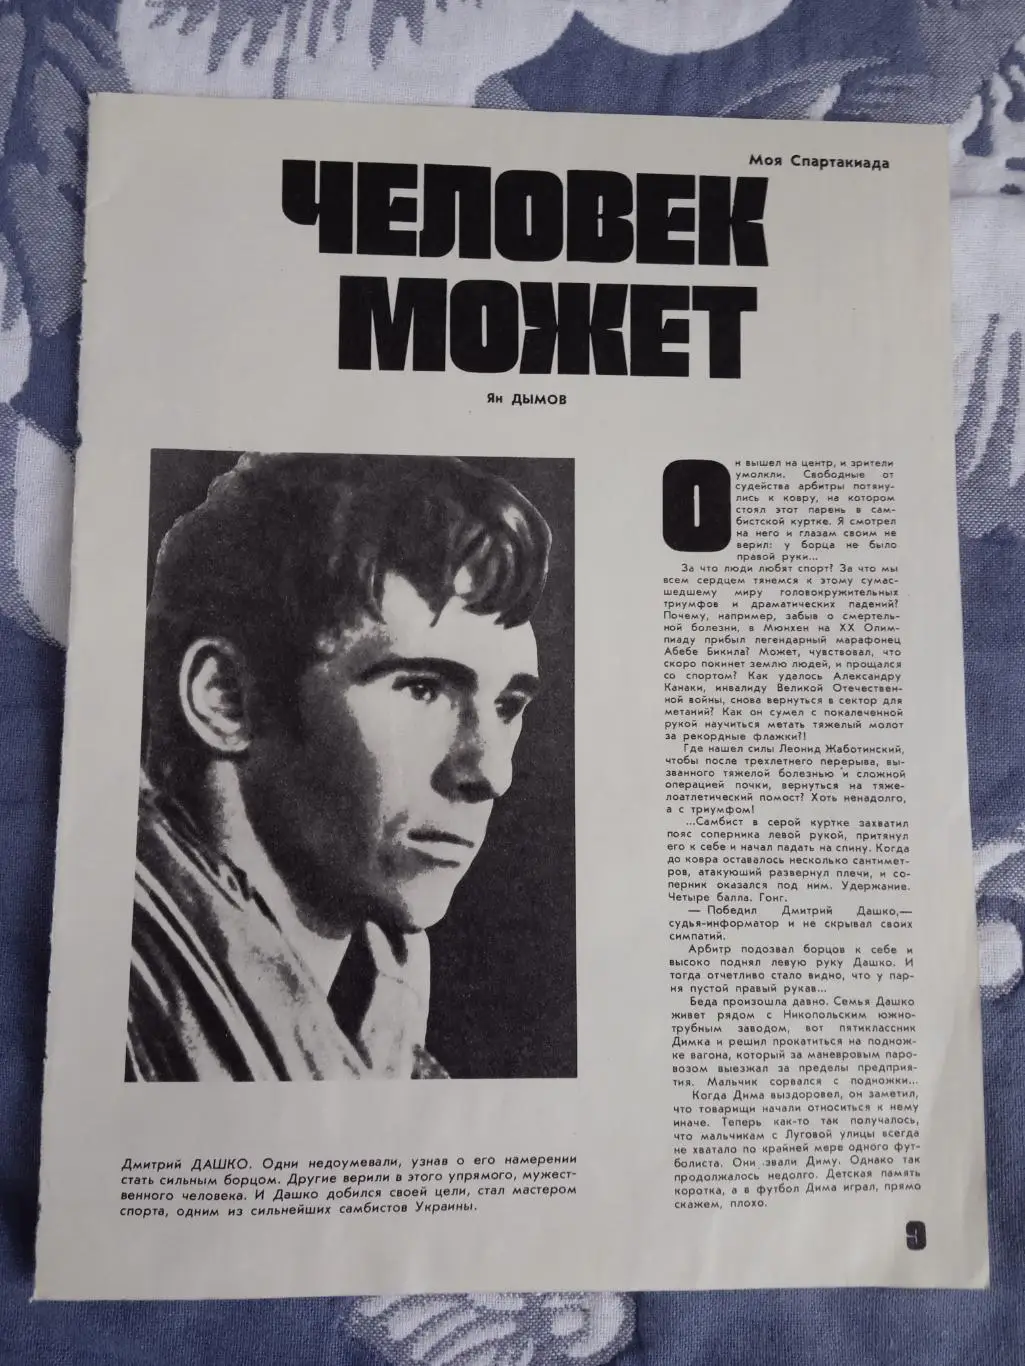 Моя Спартакиада
ЧЕЛОВЕК
МОЖЕТ
Ян ДЫМОВ
Он вышел на центр, и зрители
умолкли. Свободные от
судейства арбитры потяну-
лись к ковру, на котором
стоял этот парень в сам-
бистской куртке. Я смотрел
на него и глазам своим не
верил: у борца не было
правой руки...
За что люди любят спорт? За что мы
всем сердцем тянемся к этому сумас-
шедшему миру головокружительных
триумфов и драматических падений?
Почему, например, забыв о смертель-
ной болезни, в Мюнхен на XX Олим-
пиаду прибыл легендарный марафонец
Абебе Бикила? Может, чувствовал, что
скоро покинет землю людей, и прощался
со спортом? Как удалось Александру
Канаки, инвалиду Великой Отечествен-
ной войны, снова вернуться в сектор для
метаний? Как он сумел с покалеченной
рукой научиться метать тяжелый молот
за рекордные флажки?!
Где нашел силы Леонид Жаботинский,
чтобы после трехлетнего перерыва, вы-
званного тяжелой болезнью и сложной
операцией почки, вернуться на тяже-
лоатлетический помост? Хоть ненадолго,
а с триумфом!
...Самбист в серой куртке захватил
пояс соперника левой рукой, притянул
его к себе и начал падать на спину. Когда
до ковра оставалось несколько сантимет-
ров, атакующий развернул плечи, и со-
перник оказался под ним. Удержание.
Четыре балла. Гонг.
— Победил Дмитрий Дашко,—
судья-информатор и не скрывал своих
симпатий.
Арбитр подозвал борцов к себе и
высоко поднял левую руку Дашко. И
тогда отчетливо стало видно, что у пар-
ня пустой правый рукав...
Беда произошла давно. Семья Дашко
живет рядом с Никопольским южно-
трубным заводом, вот пятиклассник
Димка и решил прокатиться на поднож-
ке вагона, который за маневровым паро-
возом выезжал за пределы предприя-
тия. Мальчик сорвался с подножки...
Когда Дима выздоровел, он заметил,
что товарищи начали относиться к нему
иначе. Теперь как-то так получалось,
что мальчикам с Луговой улицы всегда
не хватало по крайней мере одного фут-
болиста. Они звали Диму. Однако так
продолжалось недолго. Детская память
коротка, а в футбол Дима играл, прямо
скажем, плохо.
Дмитрий ДАШКО. Одни недоумевали, узнав о его намерении
стать сильным борцом. Другие верили в этого упрямого, мужест-
венного человека. И Дашко добился своей цели, стал мастером
спорта, одним из сильнейших самбистов Украины.
9